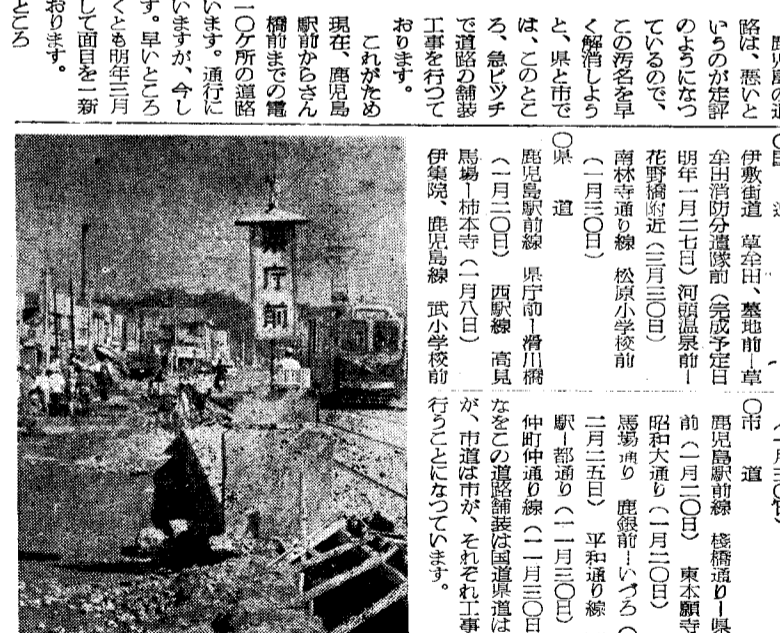 路は、悪いと
いうのが定評
のようになつ
ているので、
この汚名を早
く解消しよう
と、県と市で
は、このとこ
ろ、急ピツチ
で道路の舗装
工事を行つて
おります。
これがため
現在、鹿児島
駅前からさん
橋前までの電
一〇ケ所の道路
います。通行に
いますが、今し
す。早いところ
くとも明年三月
して面目を一新
おります。
ところ
伊敷街道 草牟田、墓地前ー草
牟田消防分遣隊前(完成予定日
明年一月二七日)河頭温泉前ー
花野橋附近(三月三〇日)
南林寺通り線 松原小学校前
(一月三〇日)
〇県 道
鹿児島駅前線 県庁前ー滑川橋
(一月二〇日) 西駅線 高見
馬場ー柿本寺(一月八日)
伊集院、鹿児島線 武小学校前
〇市 道
鹿児島駅前線 棧橋通りー県
前(一月二〇日) 東本願寺
昭和大通り(一月二〇日)
馬場通り 鹿銀前ーいづろ(
二月二五日) 平和通り線
駅ー都通り(一一月三〇日)
仲町仲通り線(一一月三〇日
なをこの道路舗装は国道県道は
が、市道は市が、それぞれ工事
行うことになつています。
県庁前